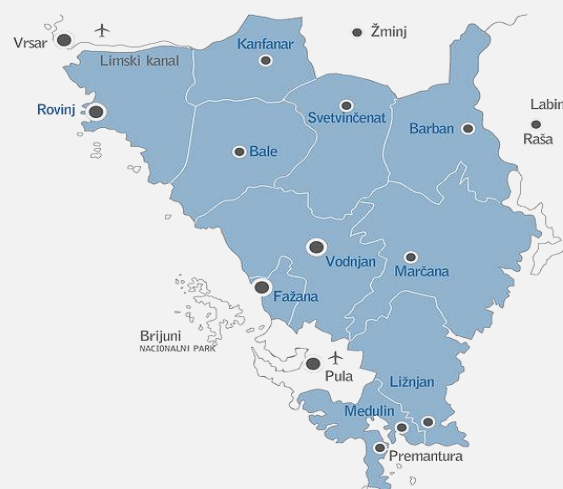 Vrsar
Žminj
Kanfanar
Limski kanal
Rovinj
Svetvinčenat
Barban
Labin
Raša
Bale
Vodnjan
Marčana
Fažana
Brijuni
NACIONALNI PARK
Pula
Ližnjan
Medulin
Premantura